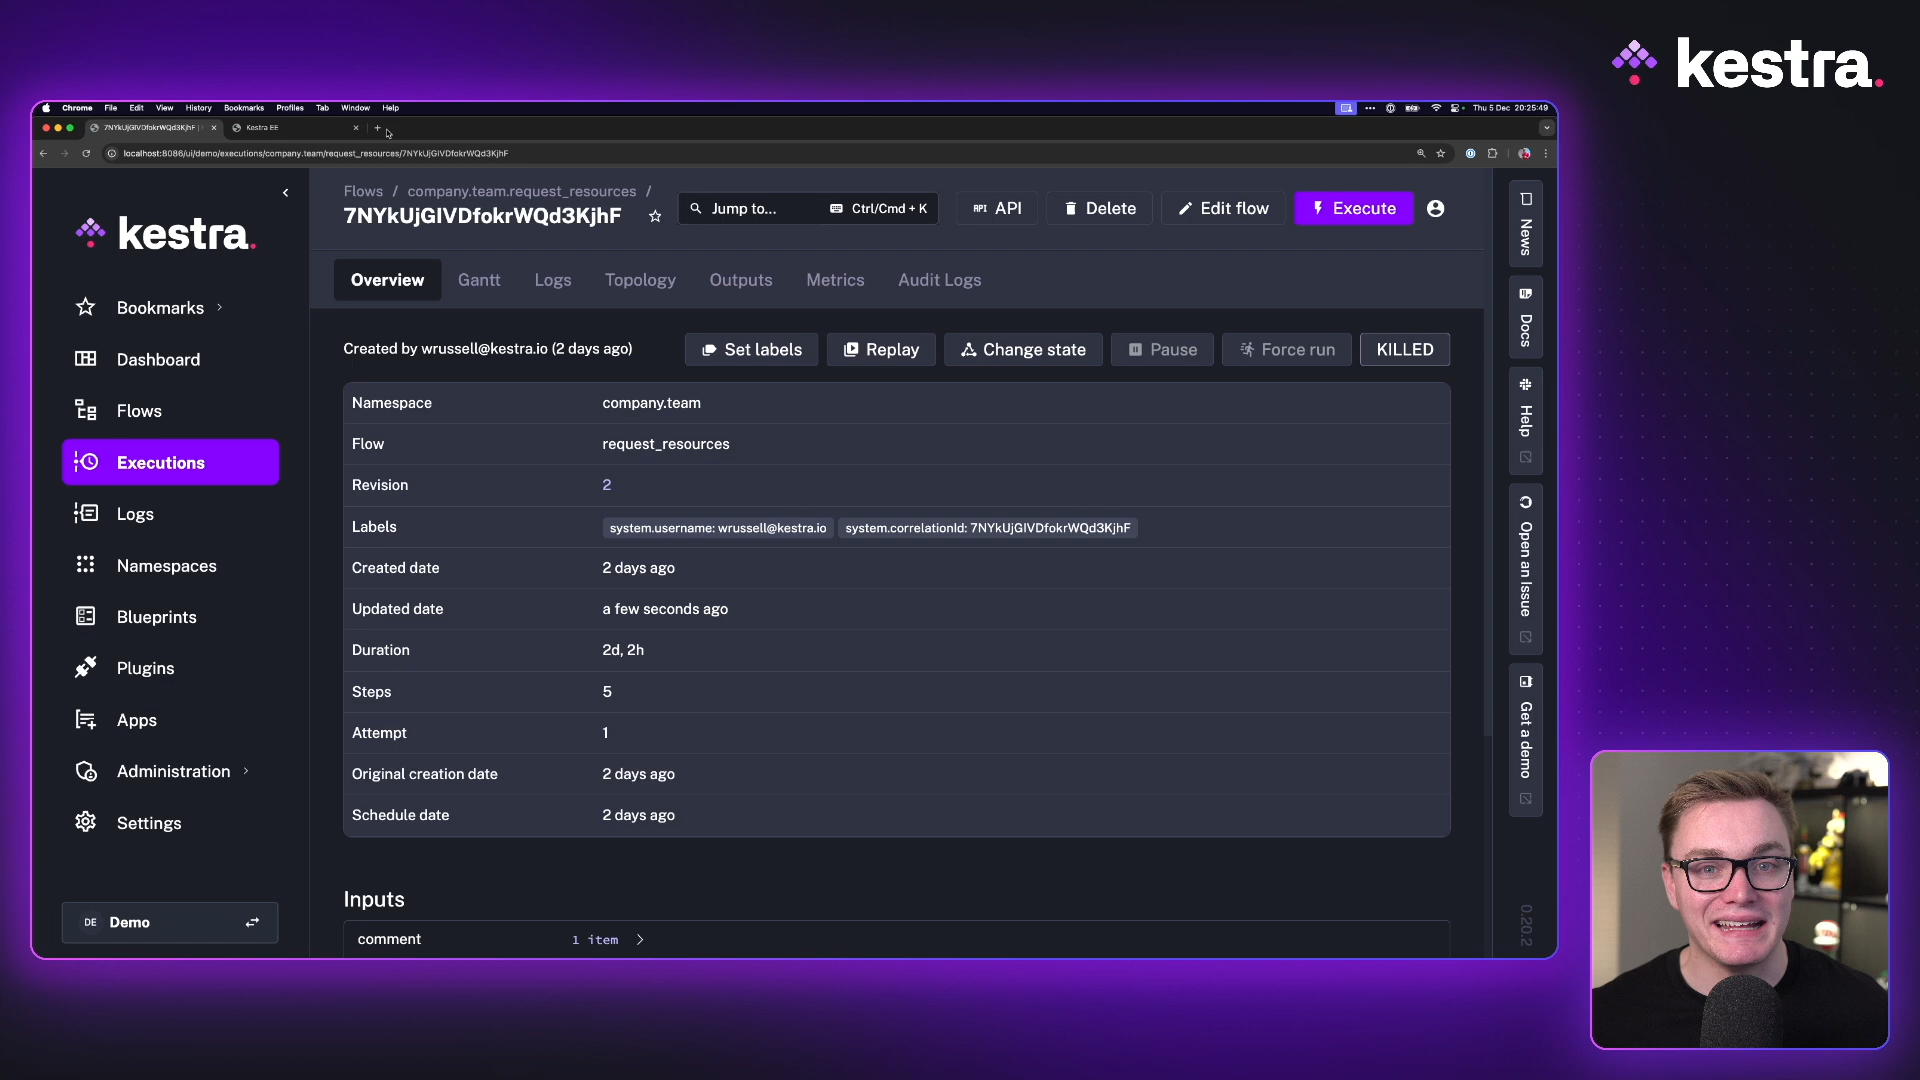 kestra.
Chrome File Edit View History Bookmarks Profiles Tab Window Help
Thu 5 Dec 20:25:49
7NYkUjGIVDfokrWQd3KjhF |
Kestra EE
localhost:8086/ui/demo/executions/company.team/request_resources/7NYkUjGIVDfokrWQd3KjhF
kestra.
Bookmarks
Dashboard
Flows
Executions
Logs
Namespaces
Blueprints
Plugins
Apps
Administration
Settings
DE Demo
Flows / company.team.request_resources /
7NYkUjGIVDfokrWQd3KjhF
Jump to... Ctrl/Cmd + K
API API
Delete
Edit flow
Execute
Overview Gantt Logs Topology Outputs Metrics Audit Logs
Created by wrussell@kestra.io (2 days ago)
Set labels
Replay
Change state
Pause
Force run
KILLED
Namespace company.team
Flow request_resources
Revision 2
Labels system.username: wrussell@kestra.io system.correlationId: 7NYkUjGIVDfokrWQd3KjhF
Created date 2 days ago
Updated date a few seconds ago
Duration 2d, 2h
Steps 5
Attempt 1
Original creation date 2 days ago
Schedule date 2 days ago
Inputs
comment 1 item
News
Docs
Help
Open an Issue
Get a demo
0.20.2